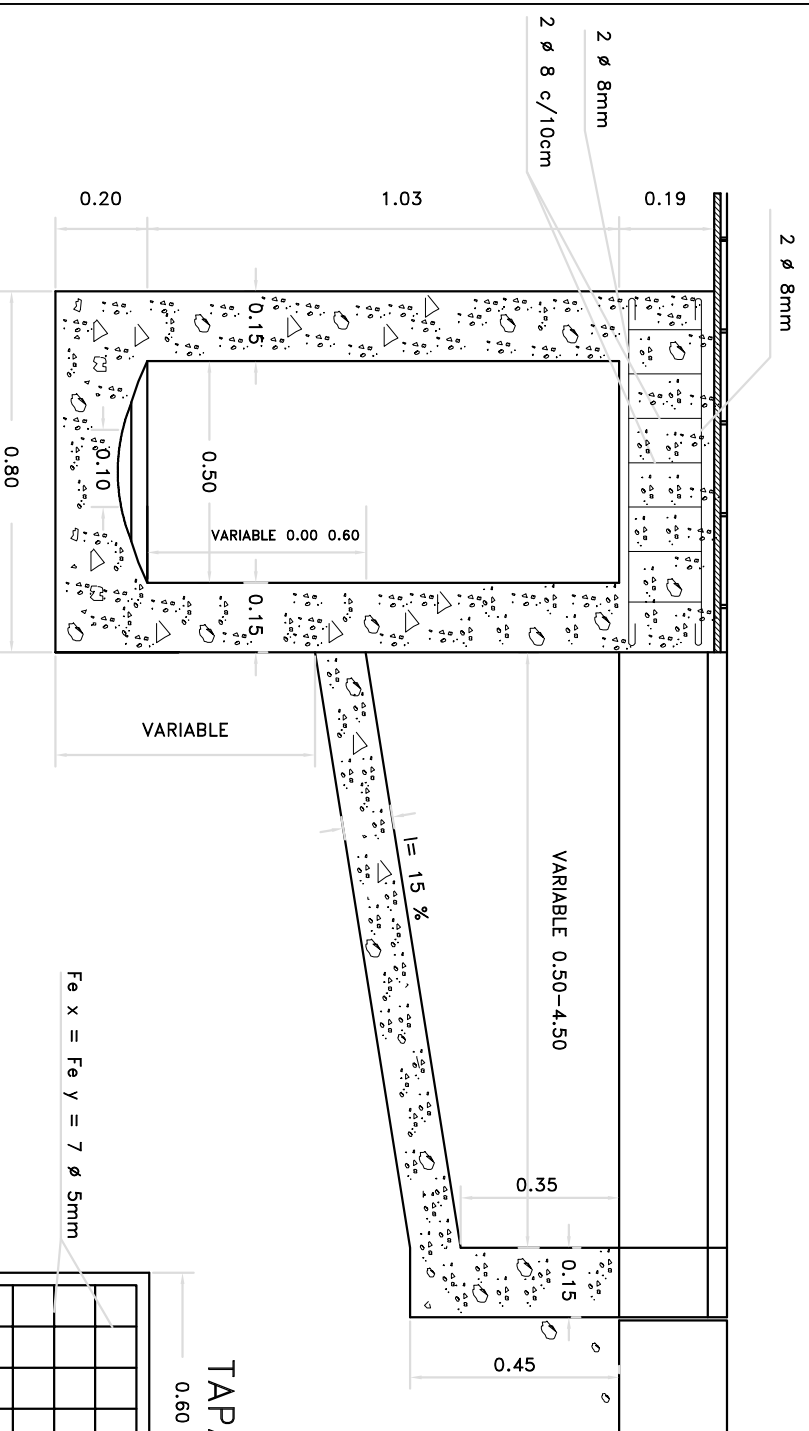 2 ø 8mm
2 ø 8 c/10cm
2 ø 8mm
0.20
1.03
0.19
0.15
0.10
0.50
0.80
VARIABLE 0.00 0.60
0.15
VARIABLE
I= 15 %
VARIABLE 0.50-4.50
0.35
0.15
0.45
Fe x = Fe y = 7 ø 5mm
0.60
TAPA